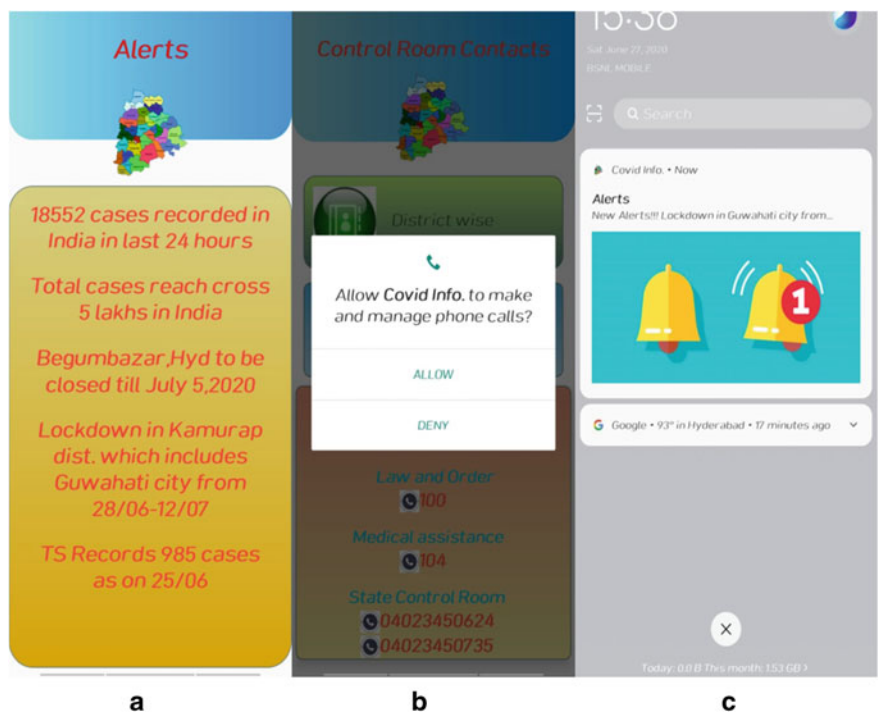 Alerts
18552 cases recorded in
India in last 24 hours
Total cases reach cross
5 lakhs in India
Begumbazar,Hyd to be
closed till July 5,2020
Lockdown in Kamurap
dist. which includes
Guwahati city from
28/06-12/07
TS Records 985 cases
as on 25/06
a
Control Room Contacts
District wise
Allow Covid Info. to make
and manage phone calls?
ALLOW
DENY
Law and Order
100
Medical assistance
104
State Control Room
04023450624
04023450735
b
15:38
Sat June 27, 2020
BSNL MOBILE
Search
Covid Info. • Now
Alerts
New Alerts!!! Lockdown in Guwahati city from...
1
Google • 93° in Hyderabad • 17 minutes ago
Today: 0.0 B This month: 153 GB >
c